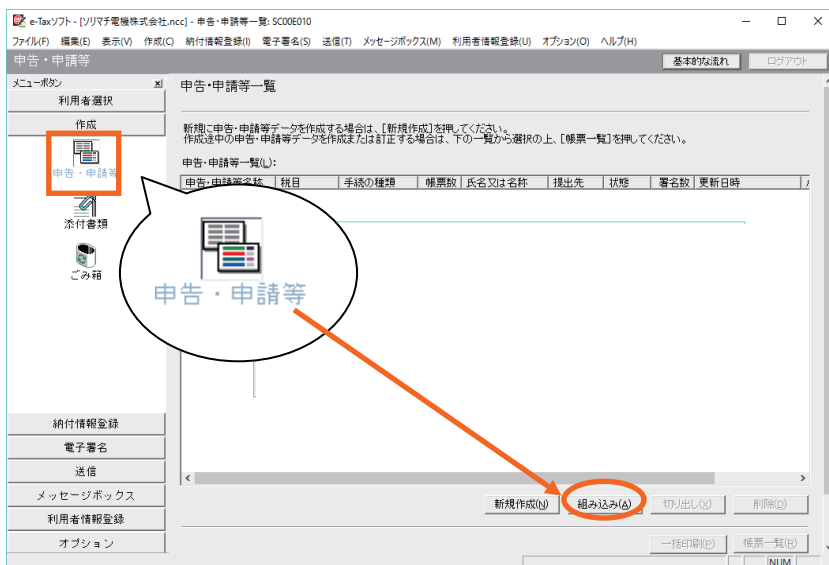 e-Taxソフト - [ソリマチ電機株式会社.ncc] - 申告・申請等一覧: SC00E010
ファイル(F) 編集(E) 表示(V) 作成(C) 納付情報登録(I) 電子署名(S) 送信(T) メッセージボックス(M) 利用者情報登録(U) オプション(O) ヘルプ(H)
申告・申請等 基本的な流れ ログアウト
メニューボタン x
利用者選択
作成
申告・申請等
添付書類
ごみ箱
納付情報登録
電子署名
送信
メッセージボックス
利用者情報登録
オプション
申告・申請等一覧
新規に申告・申請等データを作成する場合は、[新規作成]を押してください。
作成途中の申告・申請等データを作成または訂正する場合は、下の一覧から選択の上、[帳票一覧]を押してください。
申告・申請等一覧(L):
申告・申請等名称 税目 手続の種類 帳票数 氏名又は名称 提出先 状態 署名数 更新日時
申告・申請等
新規作成(N) 組み込み(A) 切り出し(X) 削除(D)
一括印刷(P) 帳票一覧(R)
NUM